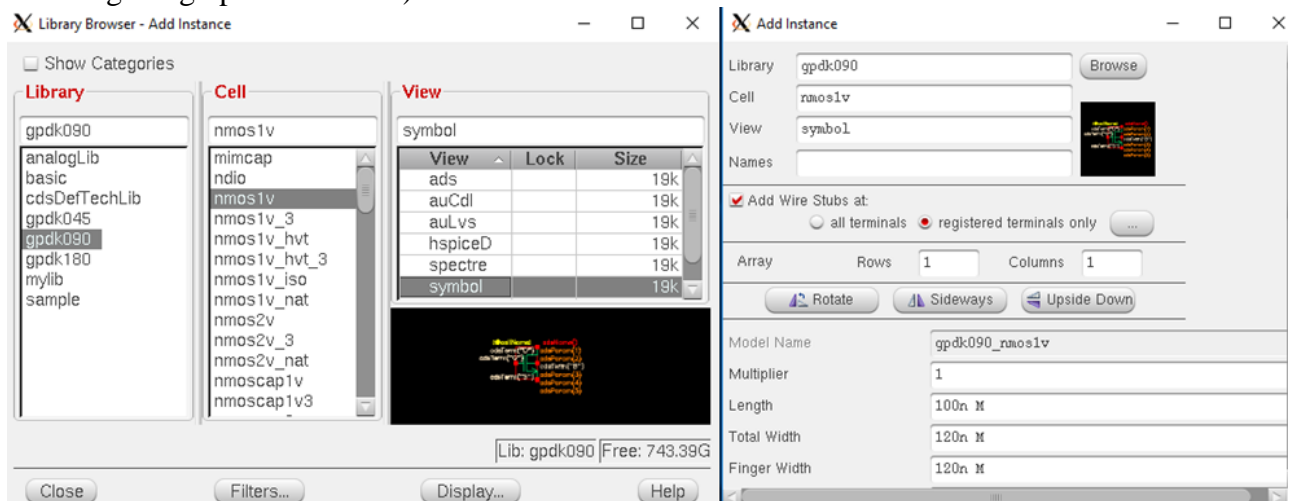 Library Browser - Add Instance
Show Categories
Library
gpdk090
analogLib
basic
cdsDefTechLib
gpdk045
gpdk090
gpdk180
mylib
sample
Cell
nmos1v
mimcap
ndio
nmos1v
nmos1v_3
nmos1v_hvt
nmos1v_hvt_3
nmos1v_iso
nmos1v_nat
nmos2v
nmos2v_3
nmos2v_nat
nmoscap1v
nmoscap1v3
View
symbol
View Lock Size
ads 19k
auCdl 19k
auLvs 19k
hspiceD 19k
spectre 19k
symbol 19k
Lib: gpdk090 Free: 743.39G
Close Filters... Display... Help
Add Instance
Library gpdk090 Browse
Cell nmos1v
View symbol
Names
Add Wire Stubs at:
all terminals registered terminals only ...
Array Rows 1 Columns 1
Rotate Sideways Upside Down
Model Name gpdk090_nmos1v
Multiplier 1
Length 100n M
Total Width 120n M
Finger Width 120n M